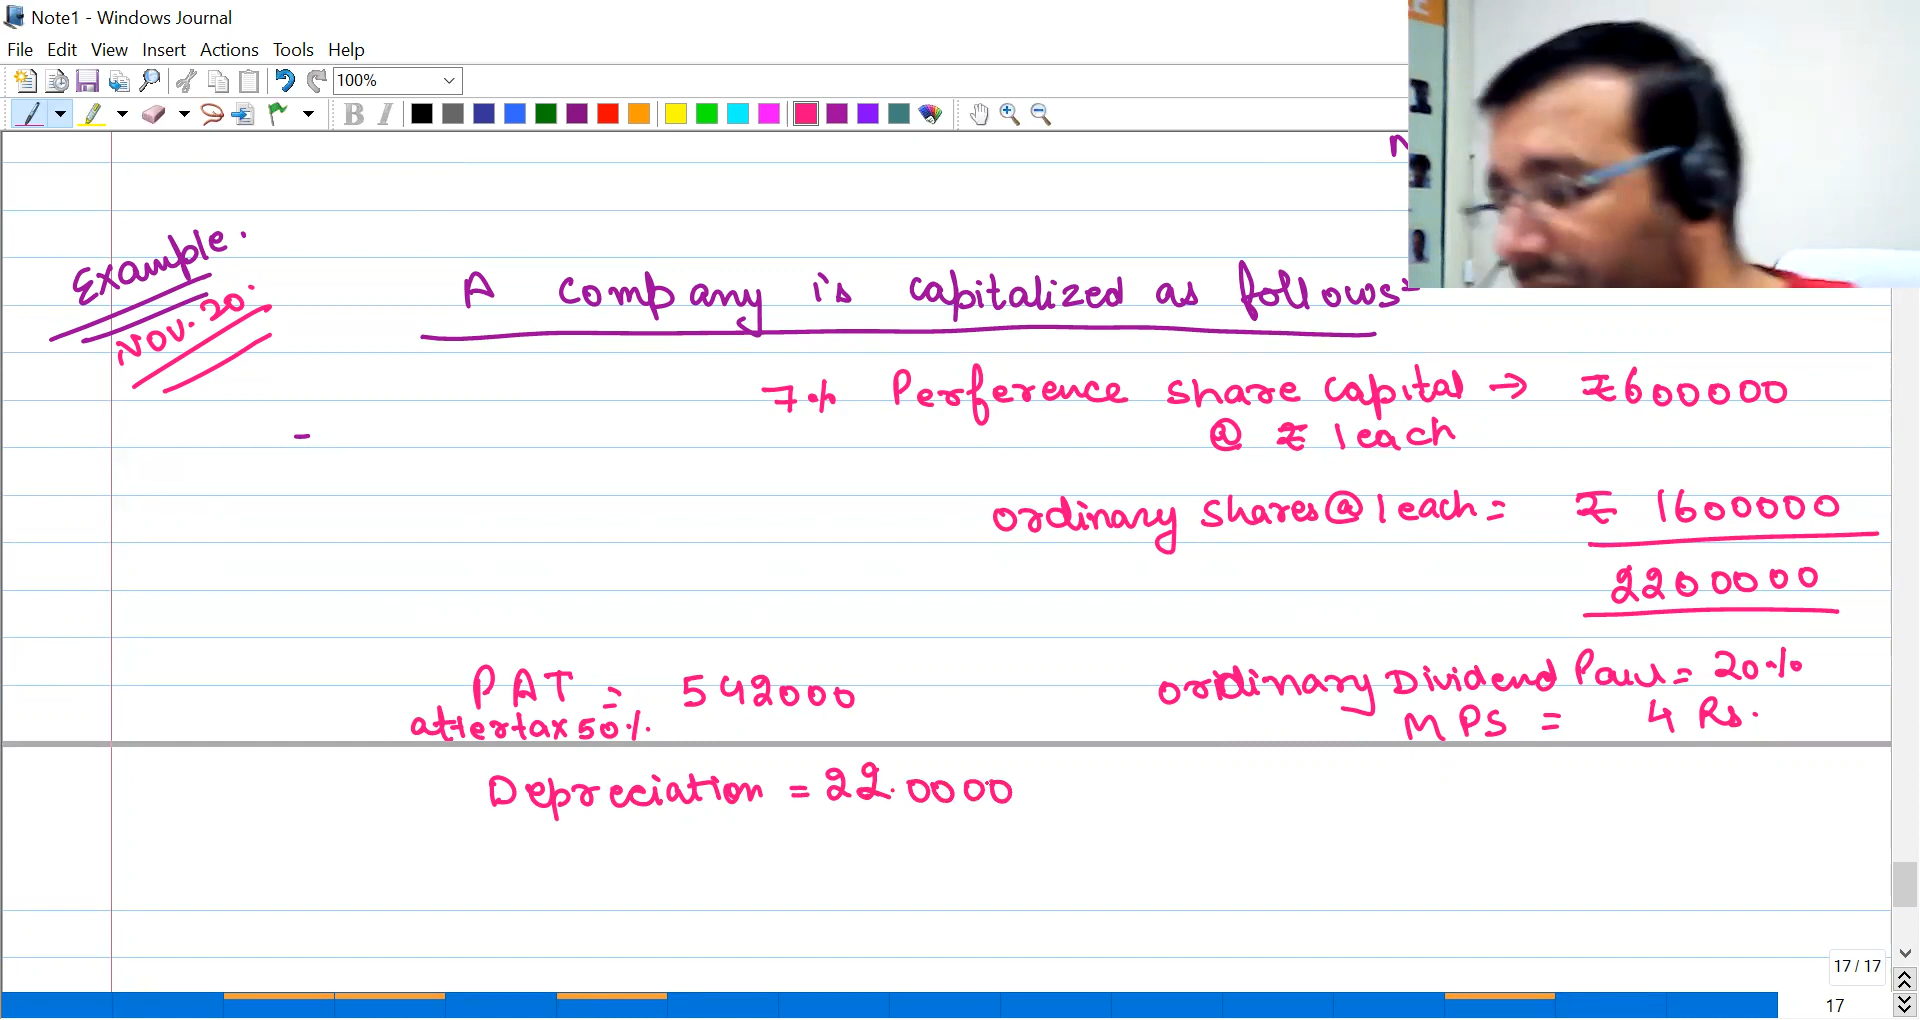 Note1 - Windows Journal
File Edit View Insert Actions Tools Help
100%
B I
Example.
Nov. 20.
A company is capitalized as follows:
7% Perference share capital → ₹600000
@ ₹ 1 each
ordinary shares @ 1 each = ₹ 1600000
2200000
PAT = 542000
after tax 50%.
ordinary Dividend Paid = 20%
MPS = 4 Rs.
Depreciation = 22.0000
17 / 17
17